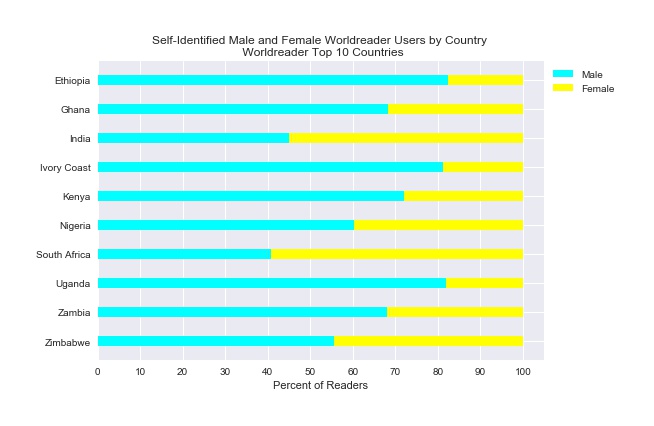 Self-Identified Male and Female Worldreader Users by Country
Worldreader Top 10 Countries
Male
Female
Ethiopia
Ghana
India
Ivory Coast
Kenya
Nigeria
South Africa
Uganda
Zambia
Zimbabwe
0 10 20 30 40 50 60 70 80 90 100
Percent of Readers